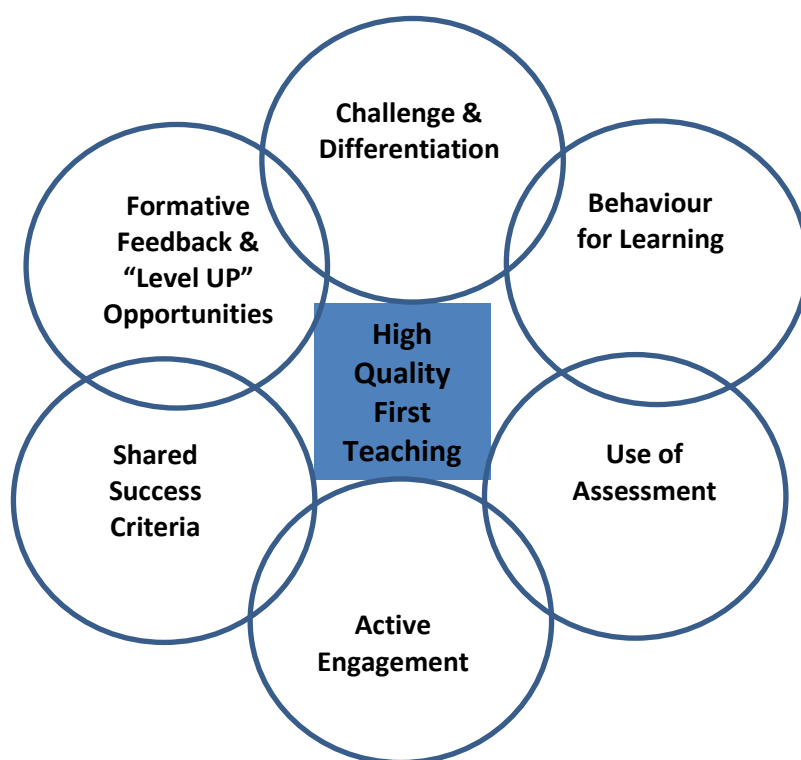 Challenge &
Differentiation
Behaviour
for Learning
Use of
Assessment
Active
Engagement
Shared
Success
Criteria
Formative
Feedback &
“Level UP”
Opportunities
High
Quality
First
Teaching